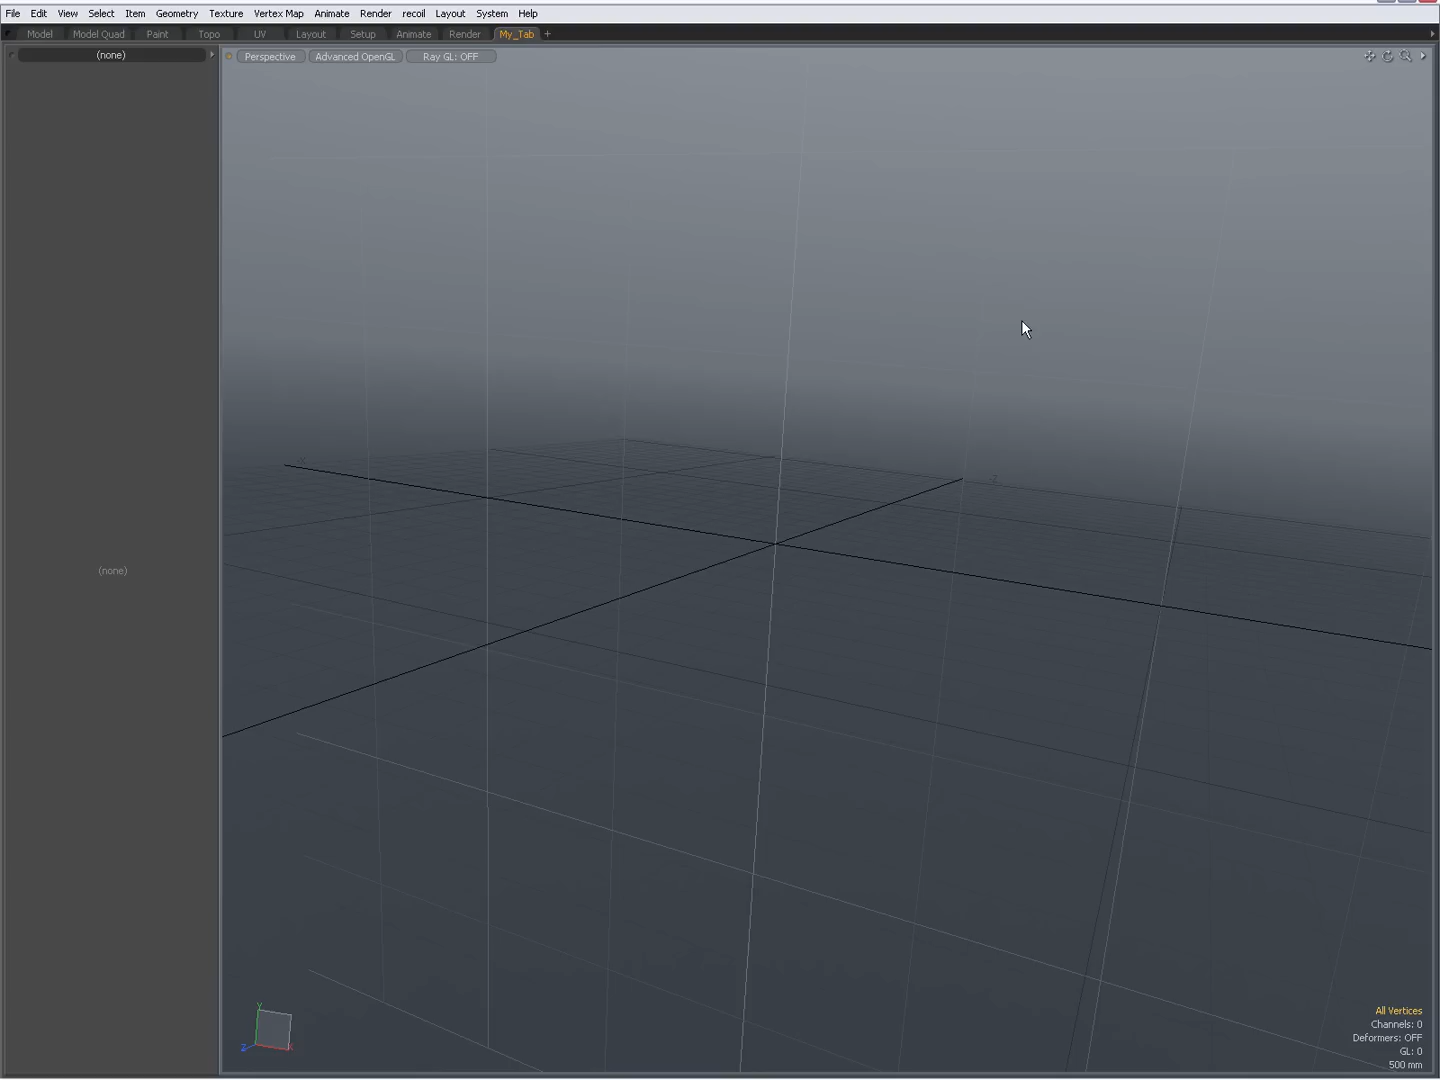 File Edit View Select Item Geometry Texture Vertex Map Animate Render recoil Layout System Help
Model Model Quad Paint Topo UV Layout Setup Animate Render My_Tab +
(none)
Perspective Advanced OpenGL Ray GL: OFF
(none)
Y
Z X
All Vertices
Channels: 0
Deformers: OFF
GL: 0
500 mm